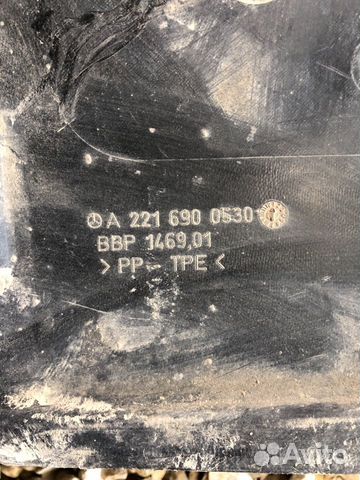 A 221 690 0530
BBP 1469,01
> PP - TPE <
Avito